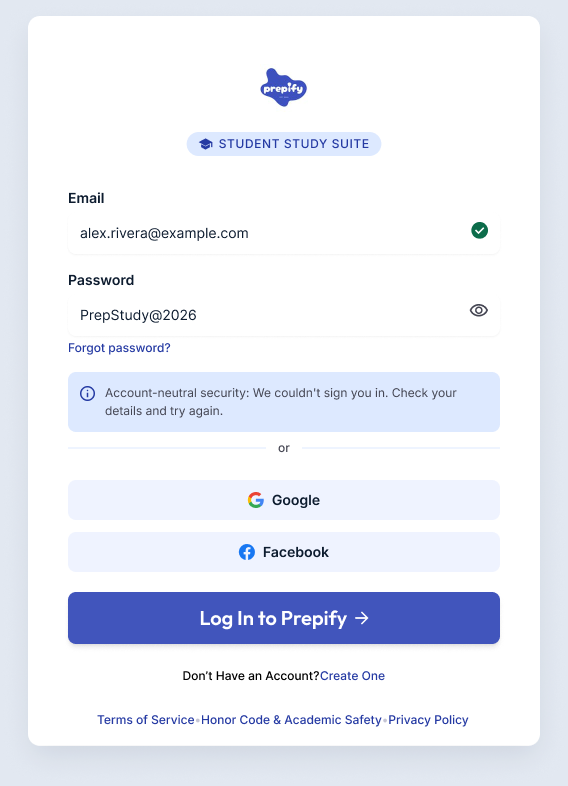 prepify
STUDENT STUDY SUITE
Email
alex.rivera@example.com
Password
PrepStudy@2026
Forgot password?
Account-neutral security: We couldn't sign you in. Check your
details and try again.
or
Google
Facebook
Log In to Prepify →
Don’t Have an Account?Create One
Terms of Service•Honor Code & Academic Safety•Privacy Policy